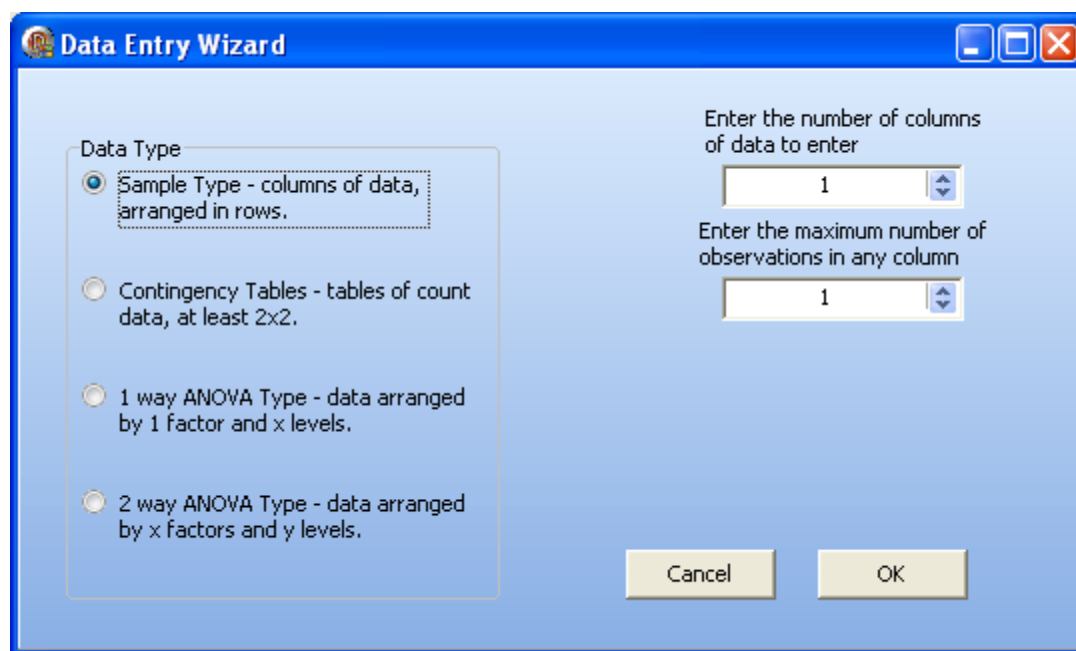 Data Entry Wizard
Data Type
Sample Type - columns of data,
arranged in rows.
Contingency Tables - tables of count
data, at least 2x2.
1 way ANOVA Type - data arranged
by 1 factor and x levels.
2 way ANOVA Type - data arranged
by x factors and y levels.
Enter the number of columns
of data to enter
1
Enter the maximum number of
observations in any column
1
Cancel
OK